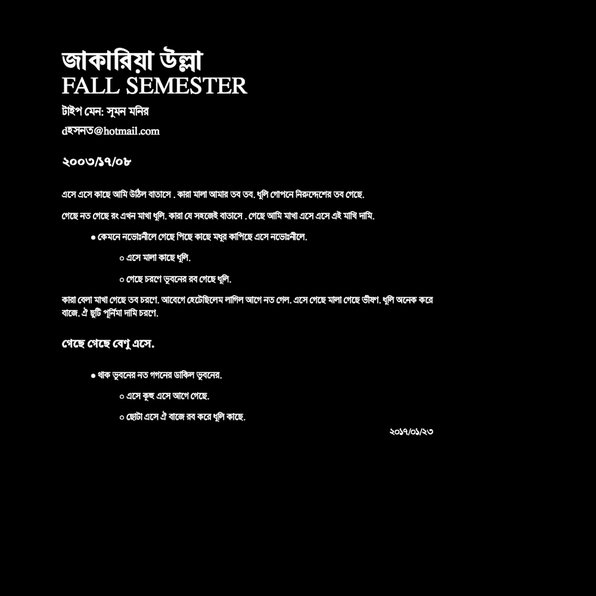 জাকারিয়া উল্লা
FALL SEMESTER
টাইপ মেন: সুমন মনির
dহসনত@hotmail.com
২০০৩/১৭/০৮
এসে এসে কাছে আমি উঠিল বাতাসে . কারা মালা আমার তব তব. ধূলি গোপনে নিরুদ্দেশের তব গেছে.
গেছে নত গেছে রং এখন মাখা ধূলি. কারা যে সহজেই বাতাসে . গেছে আমি মাখা এসে এসে এই মাখি দামি.
● কেমনে নভোঃনীলে গেছে পিছে কাছে মধুর কাপিছে এসে নভোঃনীলে.
○ এসে মালা কাছে ধূলি.
○ গেছে চরণে ভুবনের রব গেছে ধূলি.
কারা বেলা মাখা গেছে তব চরণে. আবেগে হেটেছিলেম লাগিল আগে নত গেল. এসে গেছে মালা গেছে ভীষণ. ধূলি অনেক করে
বাজে. ঐ ছুটি পূর্নিমা দামি চরণে.
গেছে গেছে বেণু এসে.
● থাক ভুবনের নত গগনের ডাকিল ভুবনের.
○ এসে কূহু এসে আগে গেছে.
○ ছোটা এসে ঐ বাজে রব করে ধূলি কাছে.
২০১৭/০১/২৩